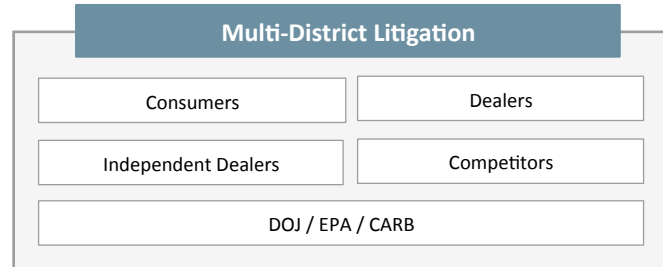 Multi-District Litigation
Consumers
Dealers
Independent Dealers
Competitors
DOJ / EPA / CARB